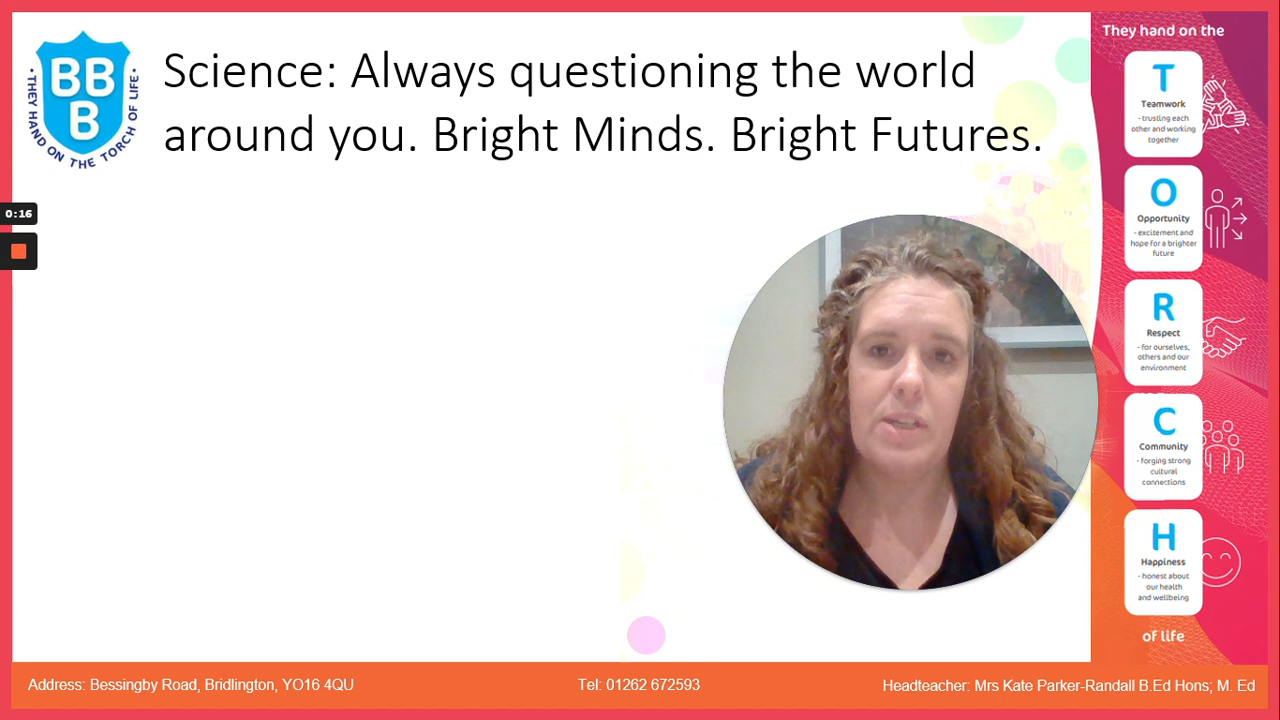 BB
B
THEY HAND ON THE TORCH OF LIFE
Science: Always questioning the world
around you. Bright Minds. Bright Futures.
0:16
They hand on the
T
Teamwork
- trusting each
other and working
together
O
Opportunity
- excitement and
hope for a brighter
future
R
Respect
- for ourselves,
others and our
environment
C
Community
- forging strong
cultural
connections
H
Happiness
- honest about
our health
and wellbeing
of life
Address: Bessingby Road, Bridlington, YO16 4QU
Tel: 01262 672593
Headteacher: Mrs Kate Parker-Randall B.Ed Hons; M. Ed